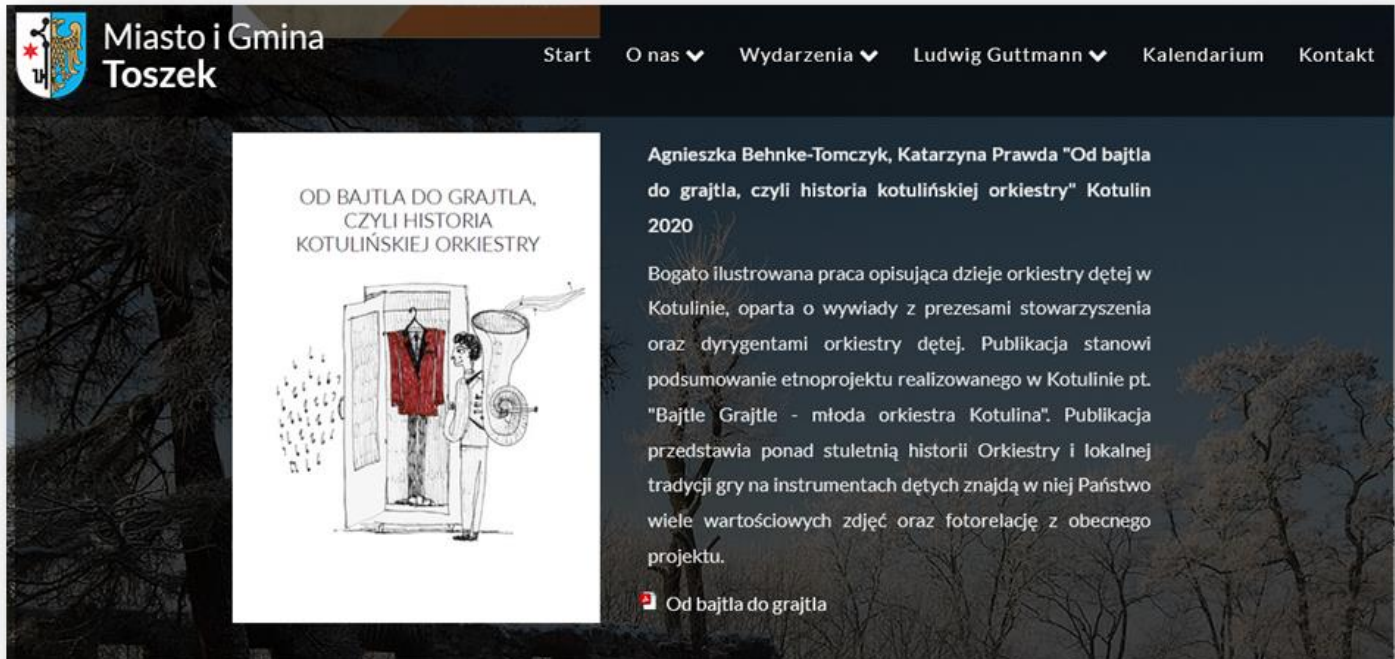 Miasto i Gmina
Toszek
Start O nas Wydarzenia Ludwig Guttmann Kalendarium Kontakt
OD BAJTLA DO GRAJTLA,
CZYLI HISTORIA
KOTULIŃSKIEJ ORKIESTRY
Agnieszka Behnke-Tomczyk, Katarzyna Prawda "Od bajtla
do grajtla, czyli historia kotulińskiej orkiestry" Kotulin
2020
Bogato ilustrowana praca opisująca dzieje orkiestry dętej w
Kotulinie, oparta o wywiady z prezesami stowarzyszenia
oraz dyrygentami orkiestry dętej. Publikacja stanowi
podsumowanie etnoprojektu realizowanego w Kotulinie pt.
"Bajtle Grajtle - młoda orkiestra Kotulina". Publikacja
przedstawia ponad stuletnią historii Orkiestry i lokalnej
tradycji gry na instrumentach dętych znajdą w niej Państwo
wiele wartościowych zdjęć oraz fotorelację z obecnego
projektu.
Od bajtla do grajtla